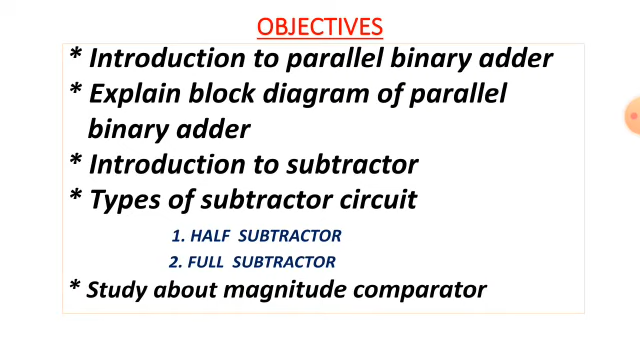 OBJECTIVES
* Introduction to parallel binary adder
* Explain block diagram of parallel
binary adder
* Introduction to subtractor
* Types of subtractor circuit
1. HALF SUBTRACTOR
2. FULL SUBTRACTOR
* Study about magnitude comparator